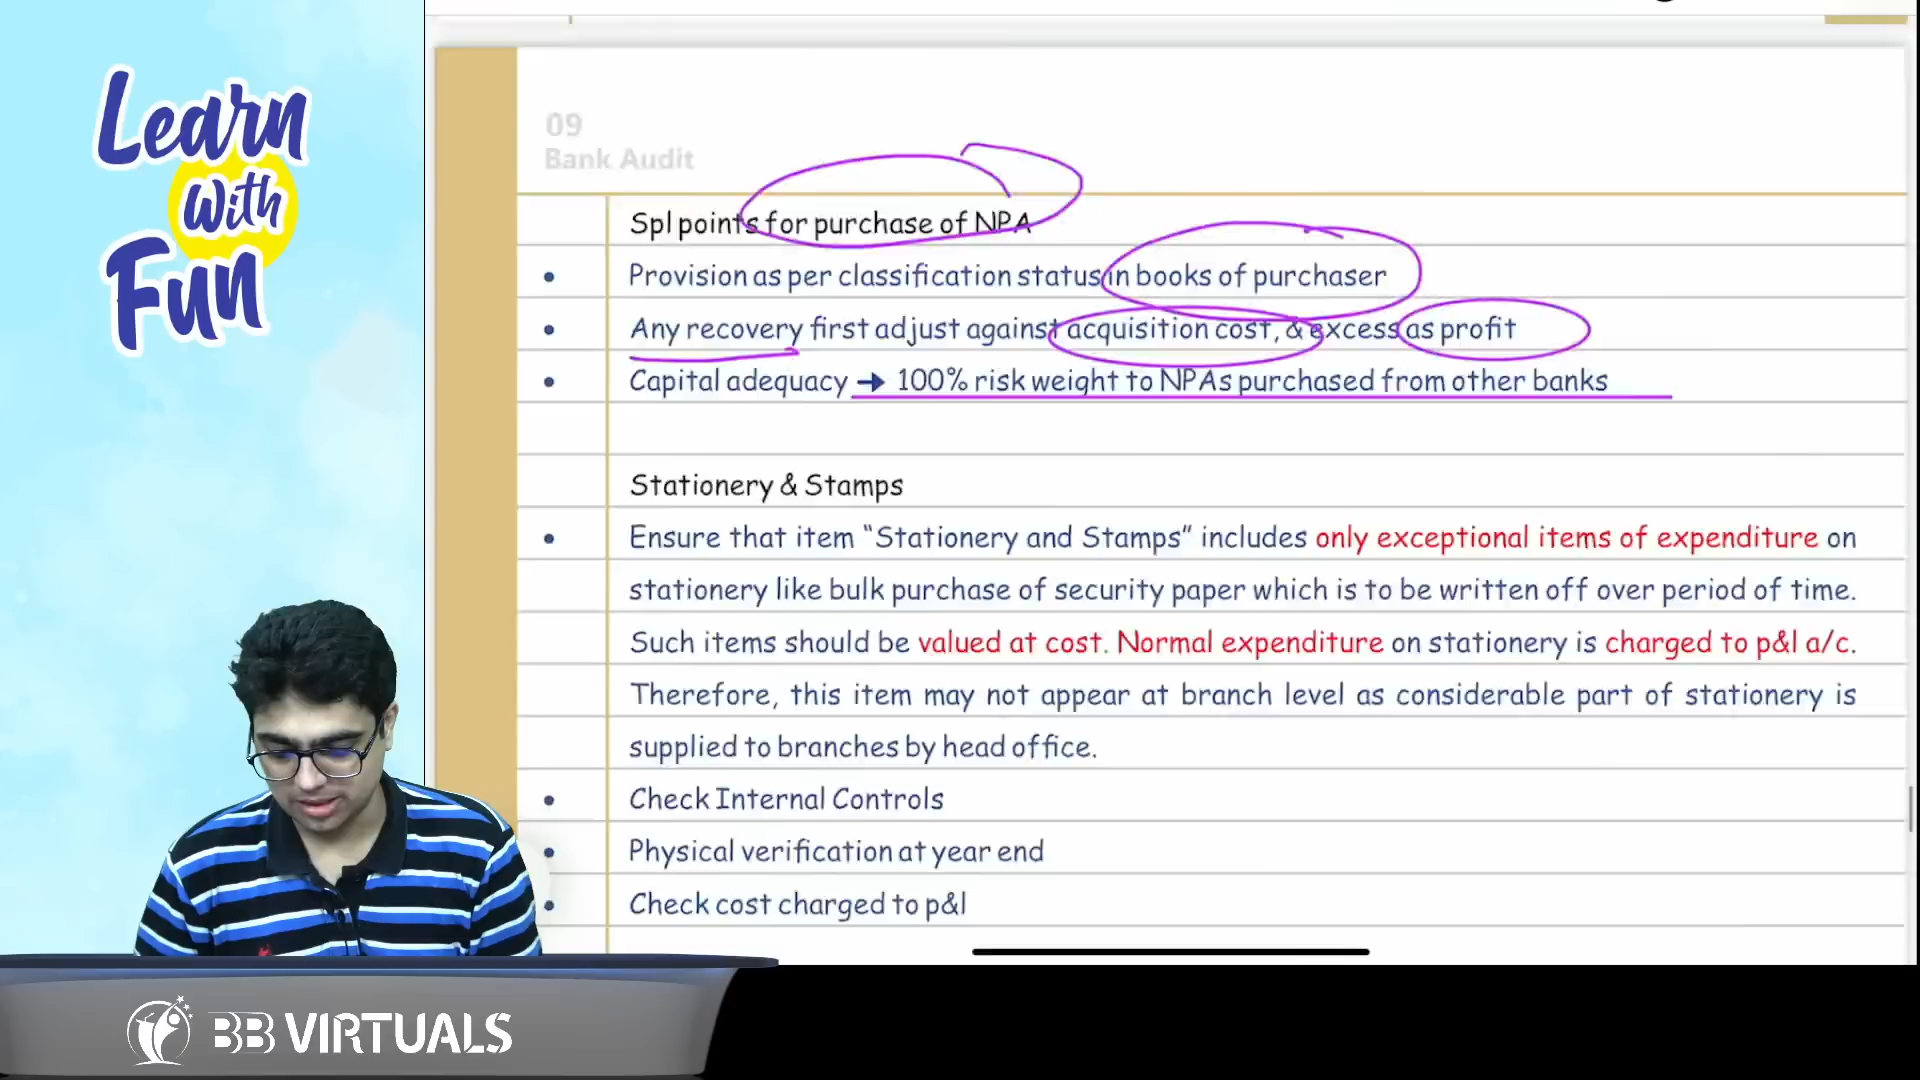 Learn
with
Fun
09
Bank Audit
Spl points for purchase of NPA
• Provision as per classification status in books of purchaser
• Any recovery first adjust against acquisition cost, & excess as profit
• Capital adequacy → 100% risk weight to NPAs purchased from other banks
Stationery & Stamps
• Ensure that item “Stationery and Stamps” includes only exceptional items of expenditure on
stationery like bulk purchase of security paper which is to be written off over period of time.
Such items should be valued at cost. Normal expenditure on stationery is charged to p&l a/c.
Therefore, this item may not appear at branch level as considerable part of stationery is
supplied to branches by head office.
• Check Internal Controls
• Physical verification at year end
• Check cost charged to p&l
BB VIRTUALS